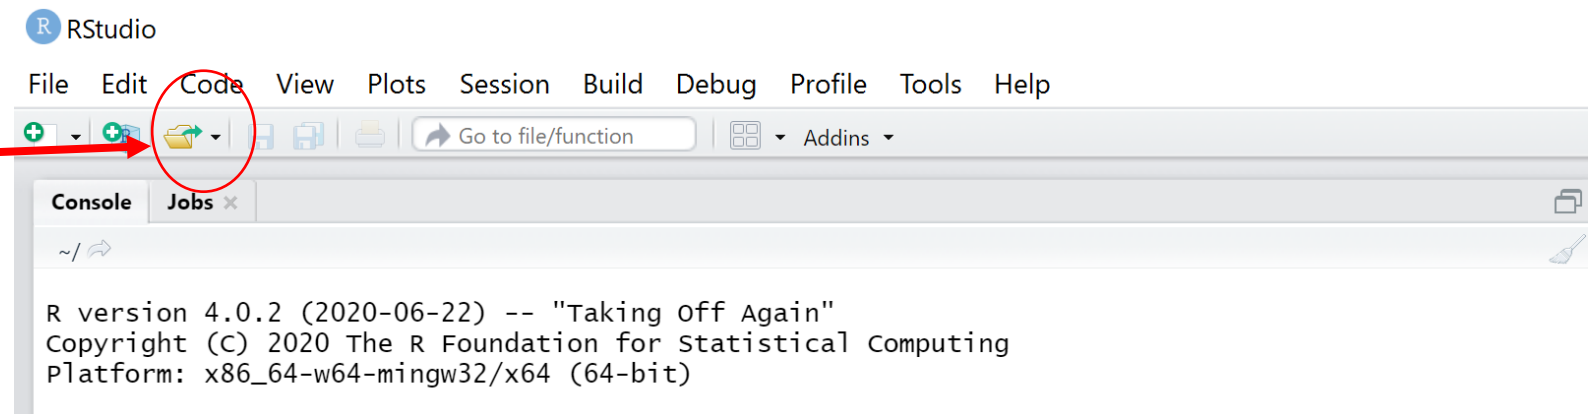 R RStudio
File Edit Code View Plots Session Build Debug Profile Tools Help
R Go to file/function Addins
Console Jobs
~/
R version 4.0.2 (2020-06-22) -- "Taking Off Again"
Copyright (C) 2020 The R Foundation for Statistical Computing
Platform: x86_64-w64-mingw32/x64 (64-bit)